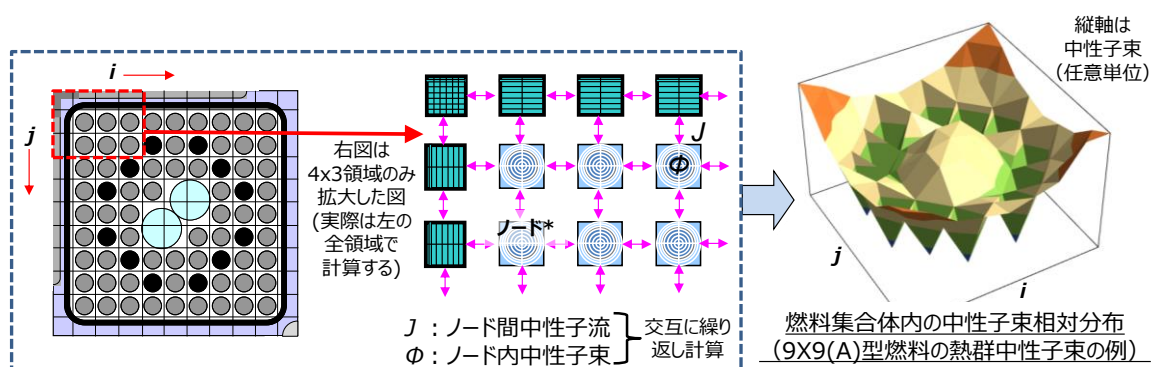 i
j
右図は
4x3領域のみ
拡大した図
(実際は左の
全領域で
計算する)
J
Φ
ノード*
J ：ノード間中性子流
Φ：ノード内中性子束
交互に繰り
返し計算
縦軸は
中性子束
(任意単位)
j
i
燃料集合体内の中性子束相対分布
（9X9(A)型燃料の熱群中性子束の例）